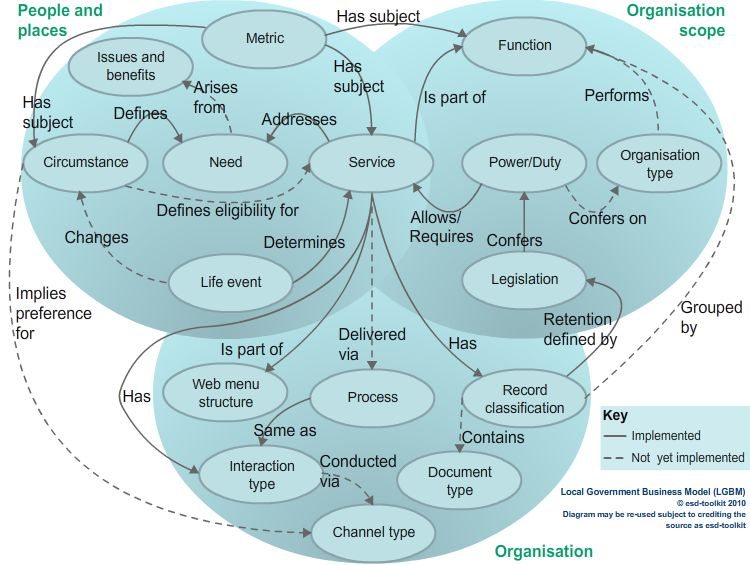 People and
places
Has subject
Organisation
scope
Metric
Function
Issues and
benefits
Has
subject
Arises
from
Has
subject
Defines
Addresses
Is part of
Performs
Circumstance
Need
Service
Power/Duty
Organisation
type
Defines eligibility for
Allows/
Requires
Confers on
Changes
Determines
Confers
Life event
Legislation
Implies
preference
for
Retention
defined by
Grouped
by
Is part of
Delivered
via
Has
Web menu
structure
Process
Record
classification
Has
Same as
Contains
Key
Implemented
Not yet implemented
Interaction
type
Conducted
via
Document
type
Channel type
Local Government Business Model (LGBM)
© esd-toolkit 2010
Diagram may be re-used subject to crediting the
source as esd-toolkit
Organisation